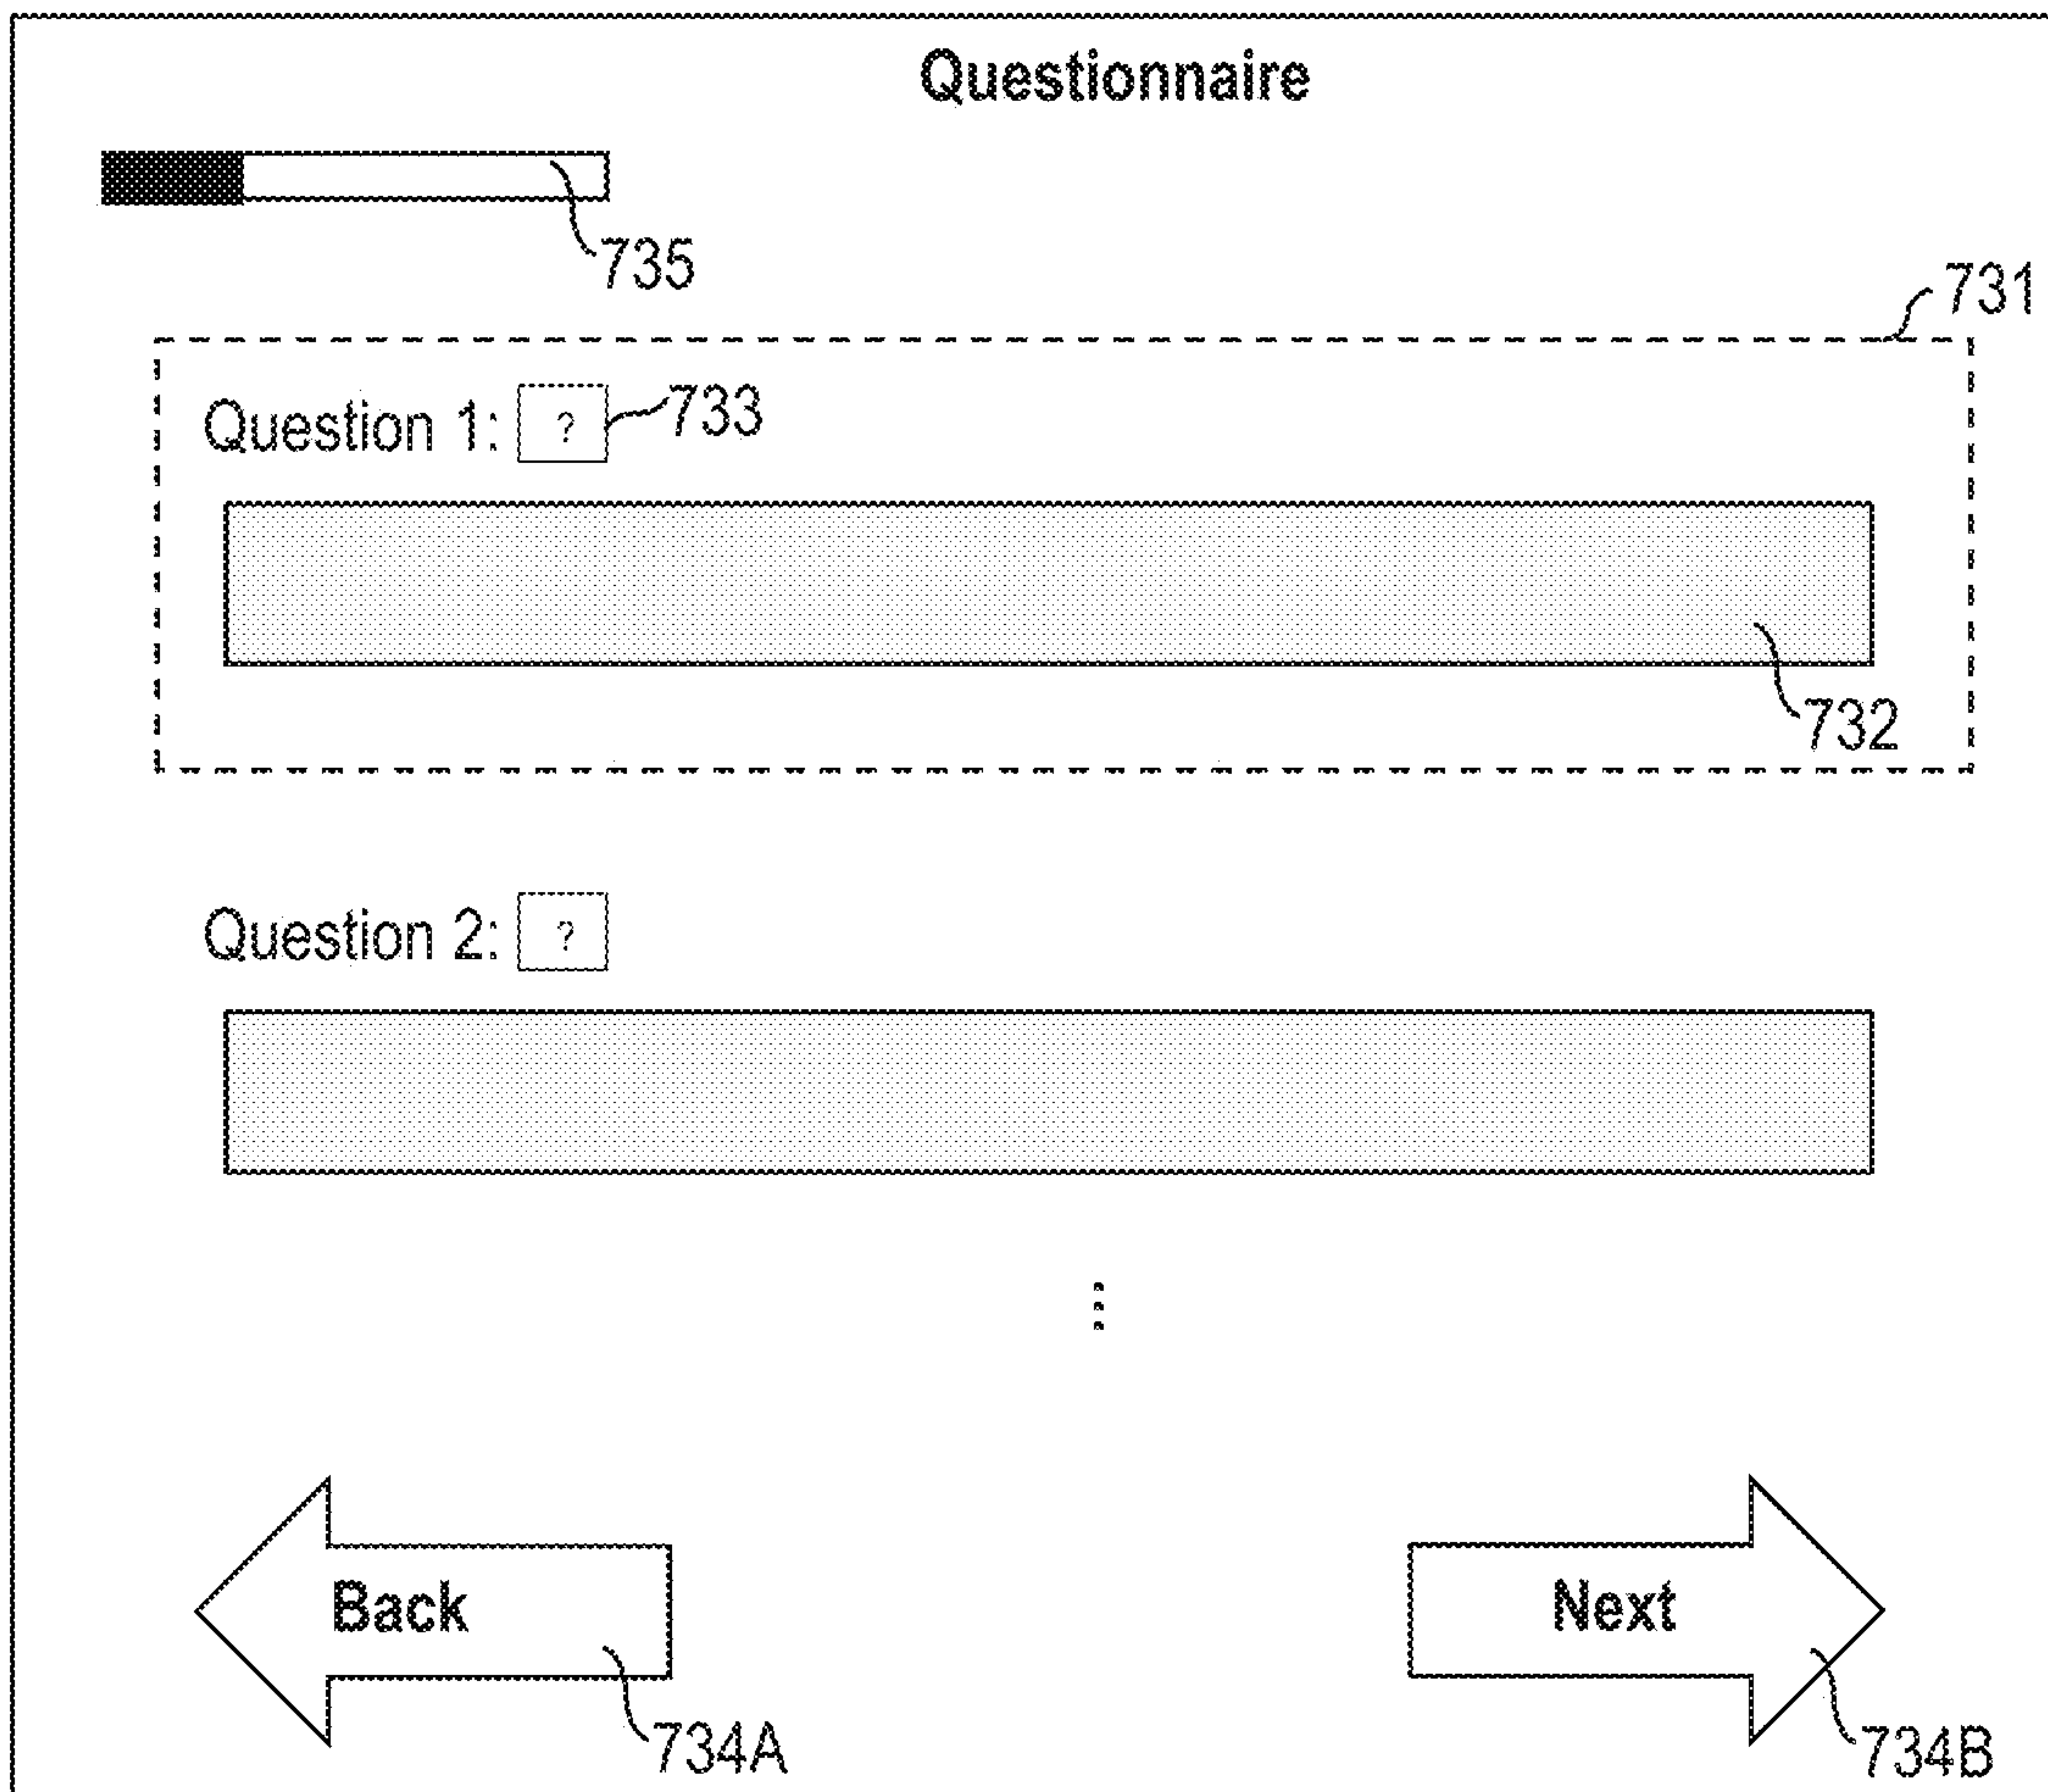 Questionnaire
735
731
Question 1: ? 733
732
Question 2: ?
Back
Next
734A
734B